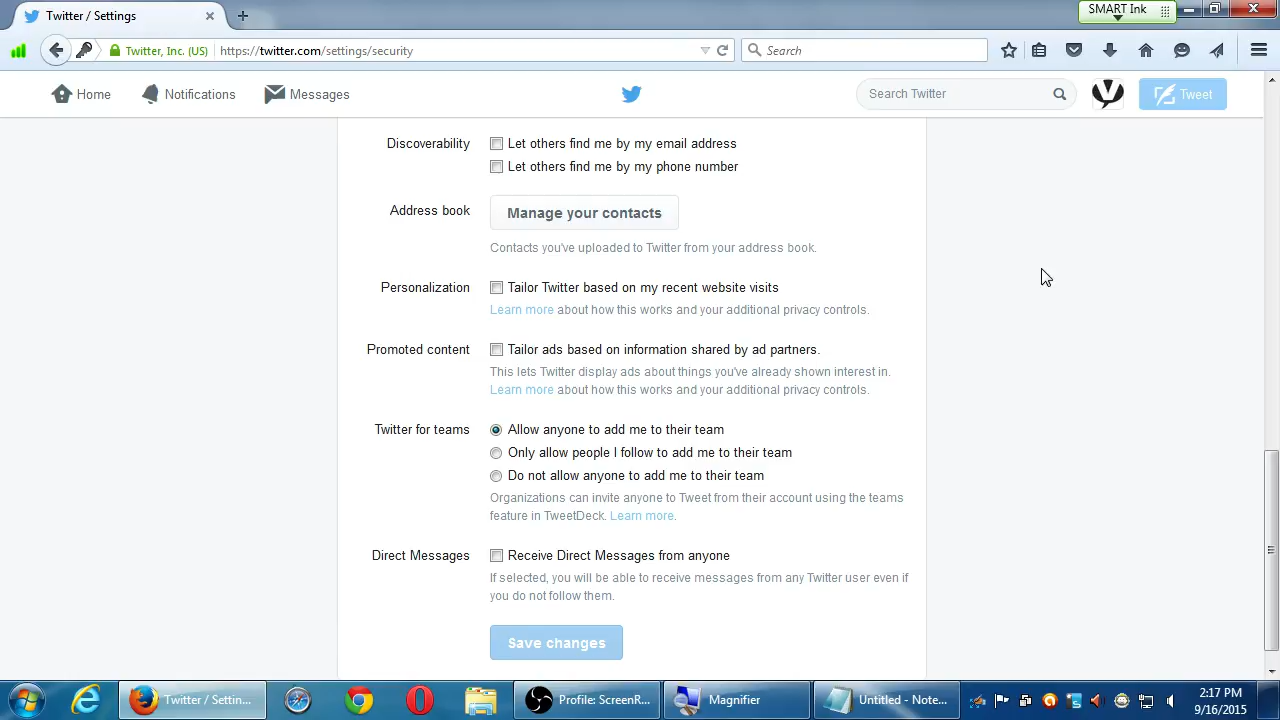 Twitter / Settings
SMART Ink
Twitter, Inc. (US)
https://twitter.com/settings/security
Search
Home
Notifications
Messages
Search Twitter
Tweet
Discoverability
Let others find me by my email address
Let others find me by my phone number
Address book
Manage your contacts
Contacts you've uploaded to Twitter from your address book.
Personalization
Tailor Twitter based on my recent website visits
Learn more about how this works and your additional privacy controls.
Promoted content
Tailor ads based on information shared by ad partners.
This lets Twitter display ads about things you've already shown interest in.
Learn more about how this works and your additional privacy controls.
Twitter for teams
Allow anyone to add me to their team
Only allow people I follow to add me to their team
Do not allow anyone to add me to their team
Organizations can invite anyone to Tweet from their account using the teams
feature in TweetDeck. Learn more.
Direct Messages
Receive Direct Messages from anyone
If selected, you will be able to receive messages from any Twitter user even if
you do not follow them.
Save changes
Twitter / Settin...
Profile: ScreenR...
Magnifier
Untitled - Note...
2:17 PM
9/16/2015